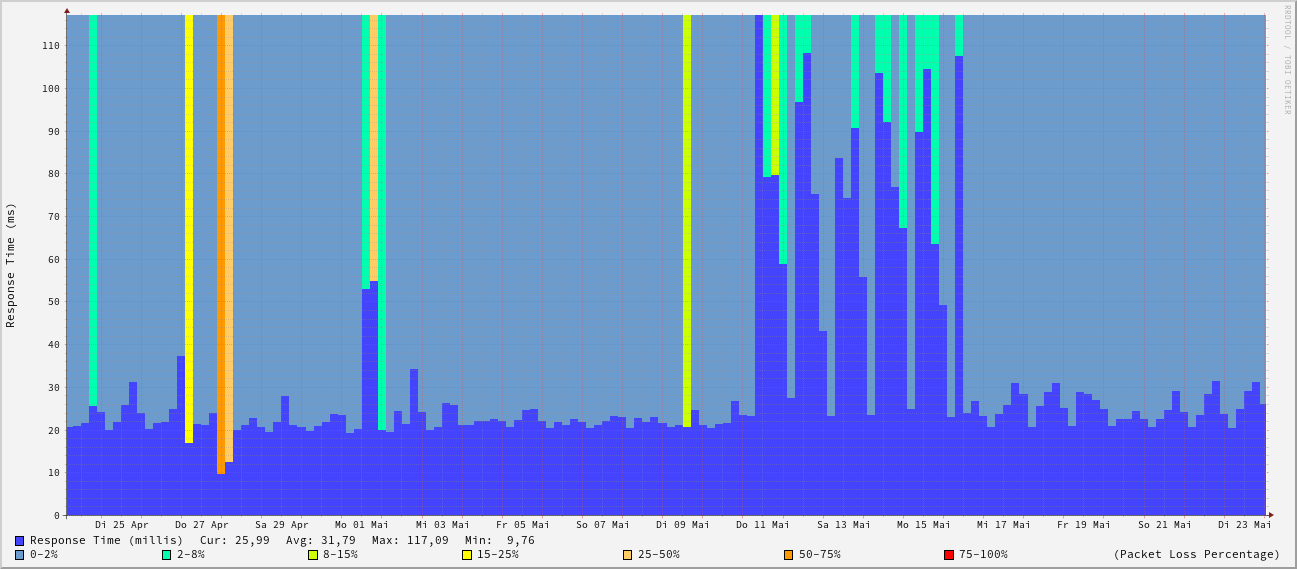 RRDTOOL / TOBI OETIKER
Response Time (ms)
110
100
90
80
70
60
50
40
30
20
10
0
Di 25 Apr Do 27 Apr Sa 29 Apr Mo 01 Mai Mi 03 Mai Fr 05 Mai So 07 Mai Di 09 Mai Do 11 Mai Sa 13 Mai Mo 15 Mai Mi 17 Mai Fr 19 Mai So 21 Mai Di 23 Mai
Response Time (millis) Cur: 25,99 Avg: 31,79 Max: 117,09 Min: 9,76
0-2% 2-8% 8-15% 15-25% 25-50% 50-75% 75-100% (Packet Loss Percentage)